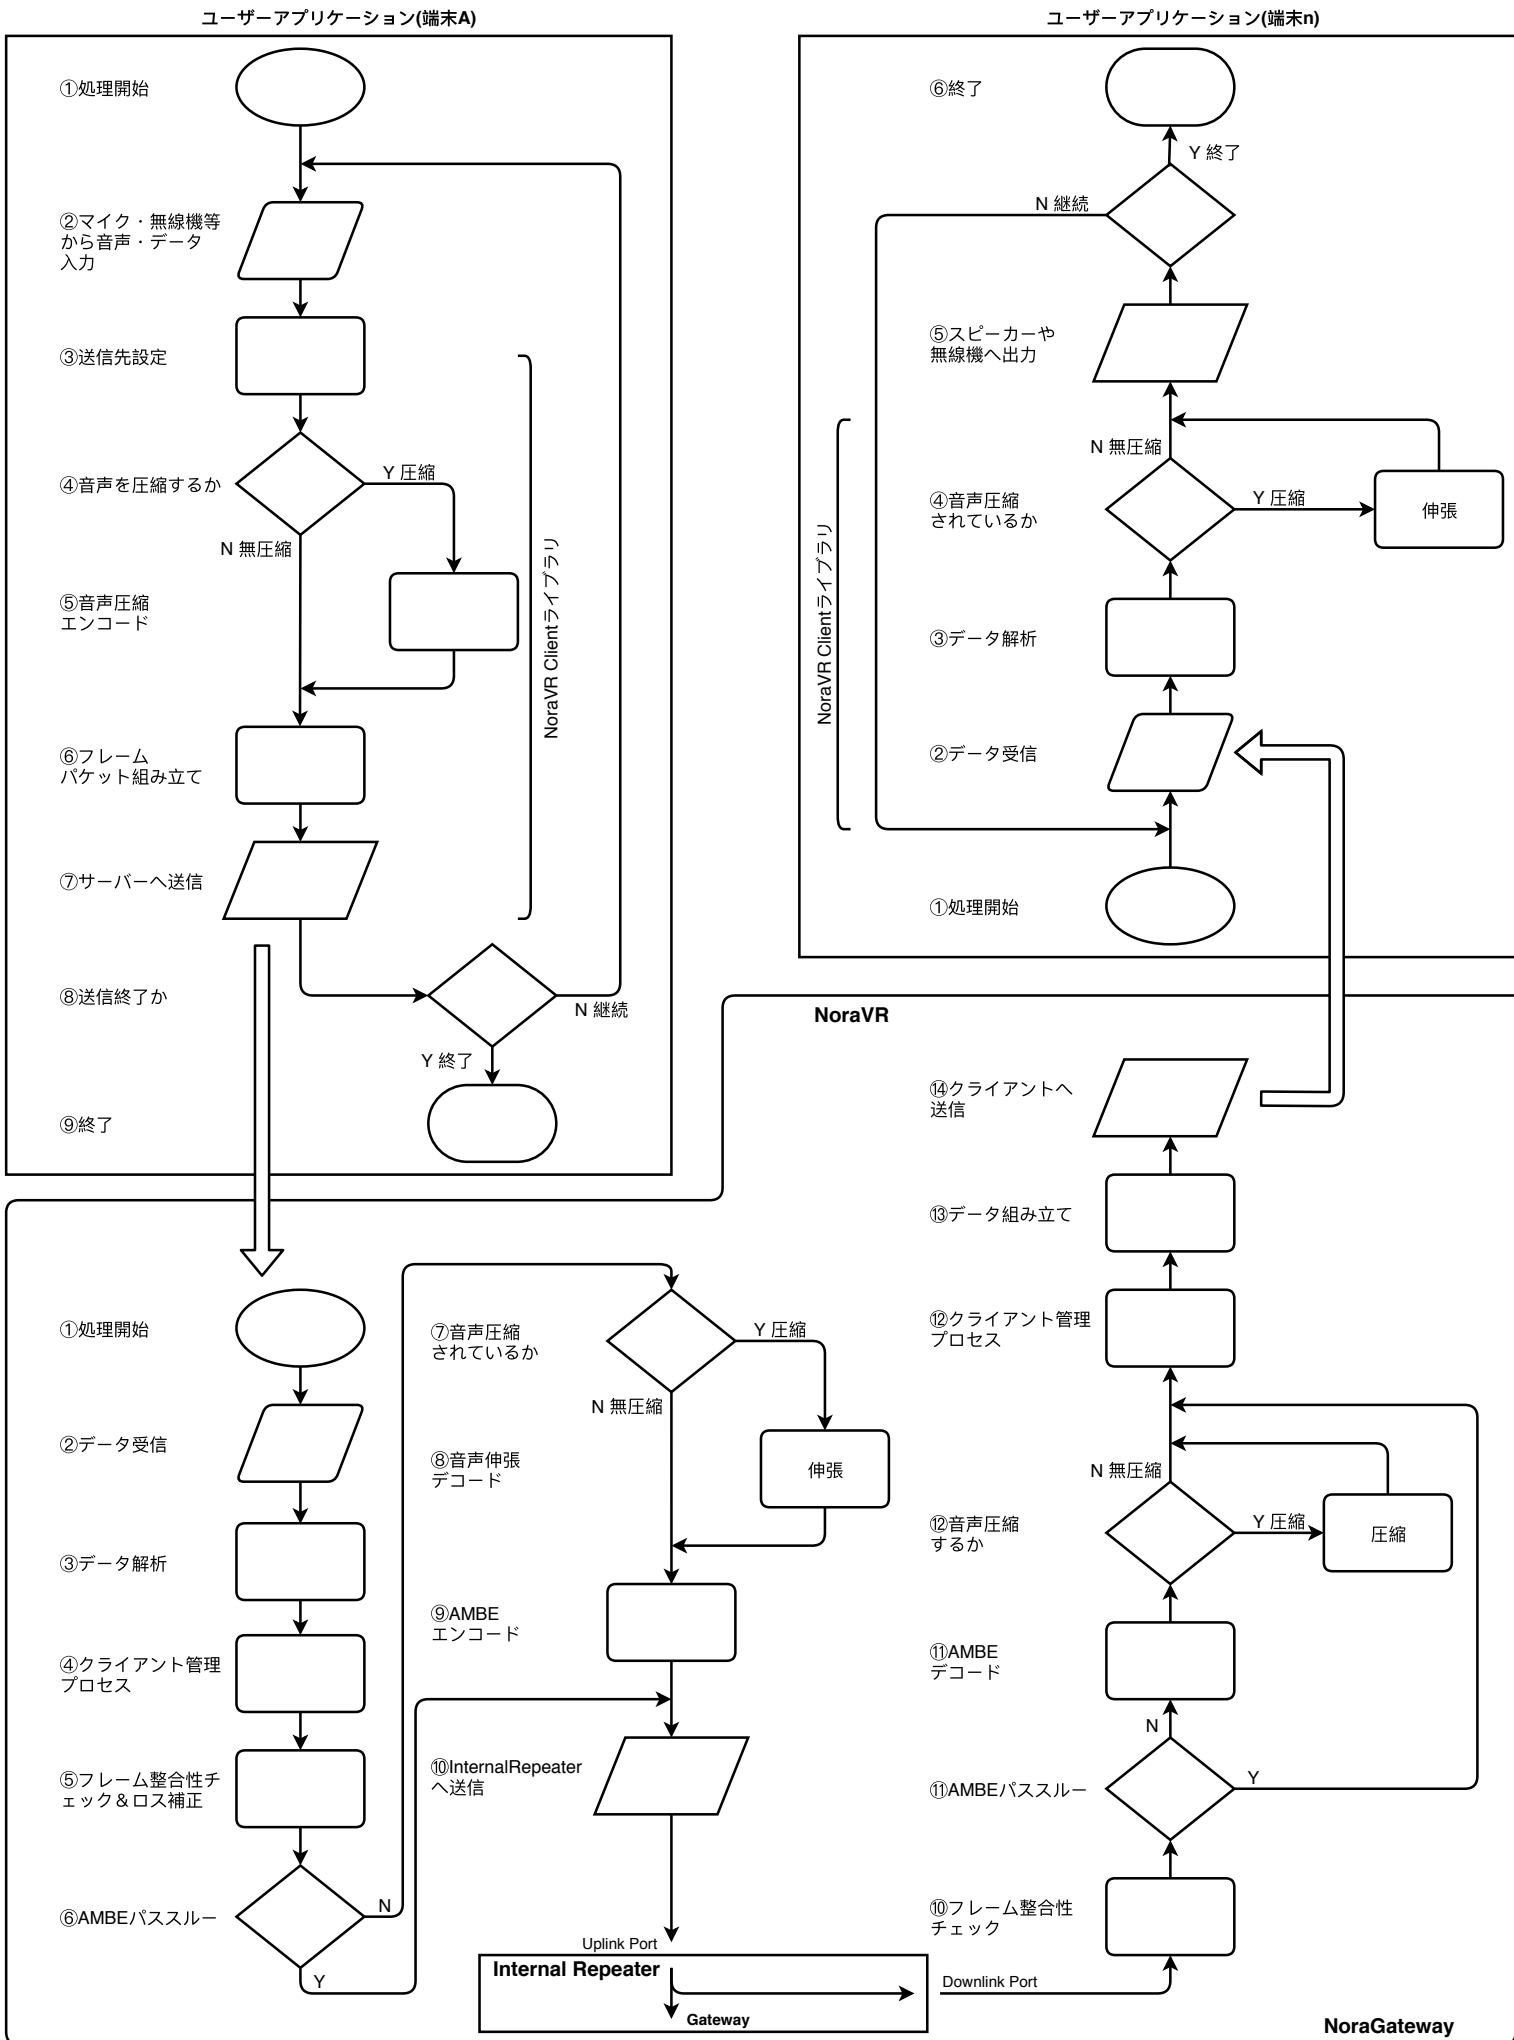 ユーザーアプリケーション(端末A)
①処理開始
②マイク・無線機等
から音声・データ
入力
③送信先設定
④音声を圧縮するか
Y 圧縮
N 無圧縮
⑤音声圧縮
エンコード
⑥フレーム
パケット組み立て
⑦サーバーへ送信
⑧送信終了か
N 継続
Y 終了
⑨終了
NoraVR Clientライブラリ
ユーザーアプリケーション(端末n)
⑥終了
Y 終了
N 継続
⑤スピーカーや
無線機へ出力
N 無圧縮
④音声圧縮
されているか
Y 圧縮
伸張
③データ解析
②データ受信
①処理開始
NoraVR Clientライブラリ
NoraVR
①処理開始
②データ受信
③データ解析
④クライアント管理
プロセス
⑤フレーム整合性チ
ェック＆ロス補正
⑥AMBEパススルー
N
Y
⑦音声圧縮
されているか
Y 圧縮
N 無圧縮
⑧音声伸張
デコード
伸張
⑨AMBE
エンコード
⑩InternalRepeater
へ送信
Uplink Port
Internal Repeater
Gateway
Downlink Port
⑭クライアントへ
送信
⑬データ組み立て
⑫クライアント管理
プロセス
N 無圧縮
⑫音声圧縮
するか
Y 圧縮
圧縮
⑪AMBE
デコード
N
⑪AMBEパススルー
Y
⑩フレーム整合性
チェック
NoraGateway